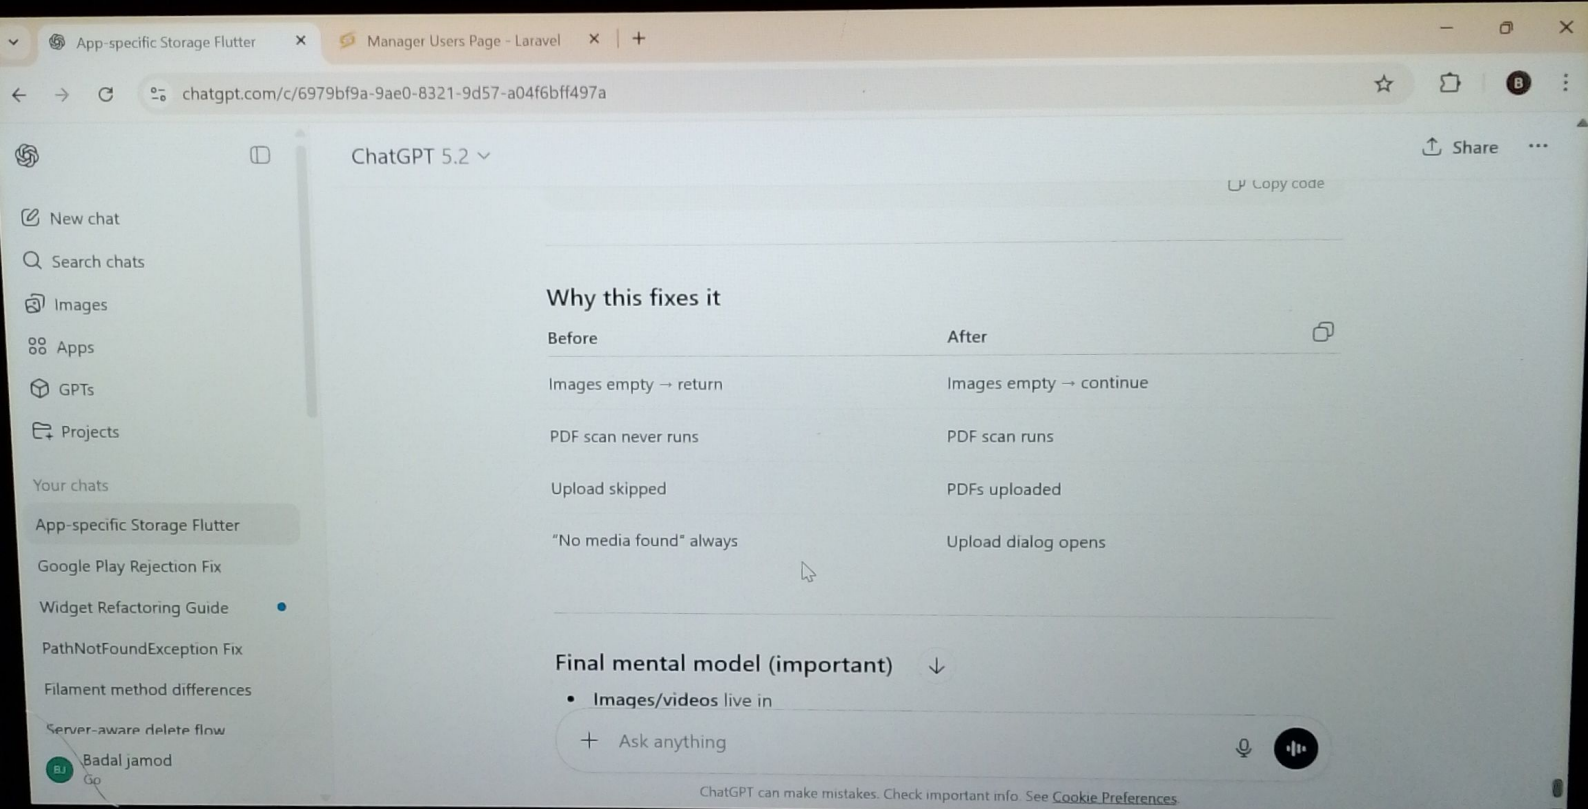 App-specific Storage Flutter
Manager Users Page - Laravel
chatgpt.com/c/6979bf9a-9ae0-8321-9d57-a04f6bff497a
B
ChatGPT 5.2
Share
Copy code
New chat
Search chats
Images
Apps
GPTs
Projects
Your chats
App-specific Storage Flutter
Google Play Rejection Fix
Widget Refactoring Guide
PathNotFoundException Fix
Filament method differences
Server-aware delete flow
BJ
Badal jamod
Go
Why this fixes it
Before After
Images empty → return Images empty → continue
PDF scan never runs PDF scan runs
Upload skipped PDFs uploaded
"No media found" always Upload dialog opens
Final mental model (important)
• Images/videos live in
Ask anything
ChatGPT can make mistakes. Check important info. See Cookie Preferences.